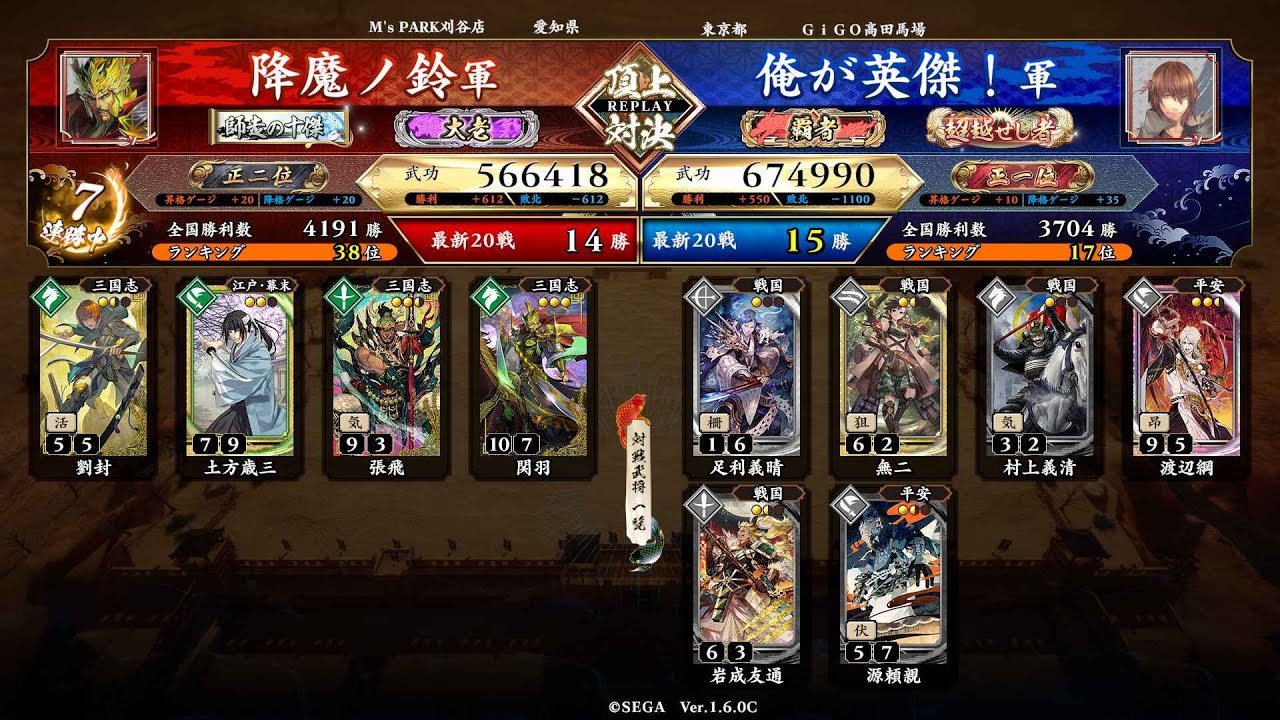 M's PARK刈谷店 愛知県 東京都 GiGO高田馬場
降魔ノ鈴軍
頂上
REPLAY
対決
俺が英傑！軍
師走の十傑 大老
覇者 超越せし者
7
連勝中
正二位
昇格ゲージ +20 降格ゲージ +20
武功 566418
勝利 +612 敗北 -612
武功 674990
勝利 +550 敗北 -1100
正一位
昇格ゲージ +10 降格ゲージ +35
全国勝利数 4191勝
ランキング 38位
最新20戦 14勝
最新20戦 15勝
全国勝利数 3704勝
ランキング 17位
三国志
活
5 5
劉封
江戸・幕末
7 9
土方歳三
三国志
気
9 3
張飛
三国志
10 7
関羽
対戦武将一覧
戦国
柵
1 6
足利義晴
戦国
狙
6 2
無二
戦国
気
3 2
村上義清
平安
昂
9 5
渡辺綱
戦国
6 3
岩成友通
平安
伏
5 7
源頼親
©SEGA Ver.1.6.0C